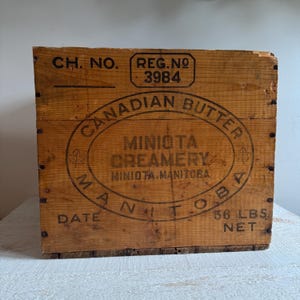 CH. NO.
REG. NO
3984
CANADIAN BUTTER
MINIOTA
CREAMERY
MINIOTA, MANITOBA
MANITOBA
DATE
56 LBS
NET